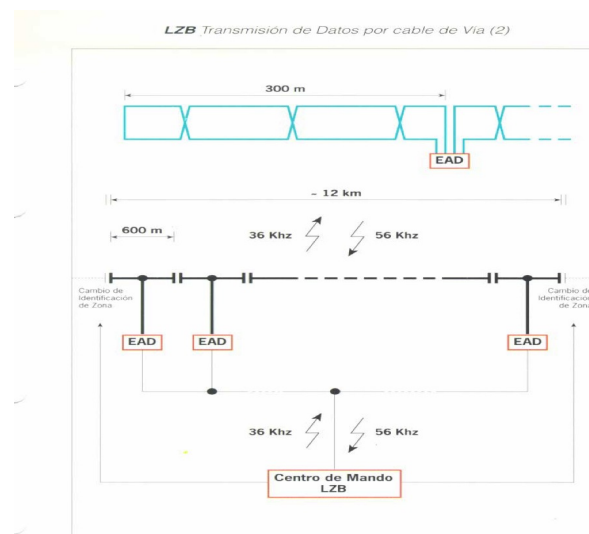 LZB Transmisión de Datos por cable de Via (2)
300 m
EAD
~ 12 km
600 m
36 Khz
56 Khz
Cambio de
Identificación
de Zona
Cambio de
Identificación
de Zona
EAD
EAD
EAD
36 Khz
56 Khz
Centro de Mando
LZB